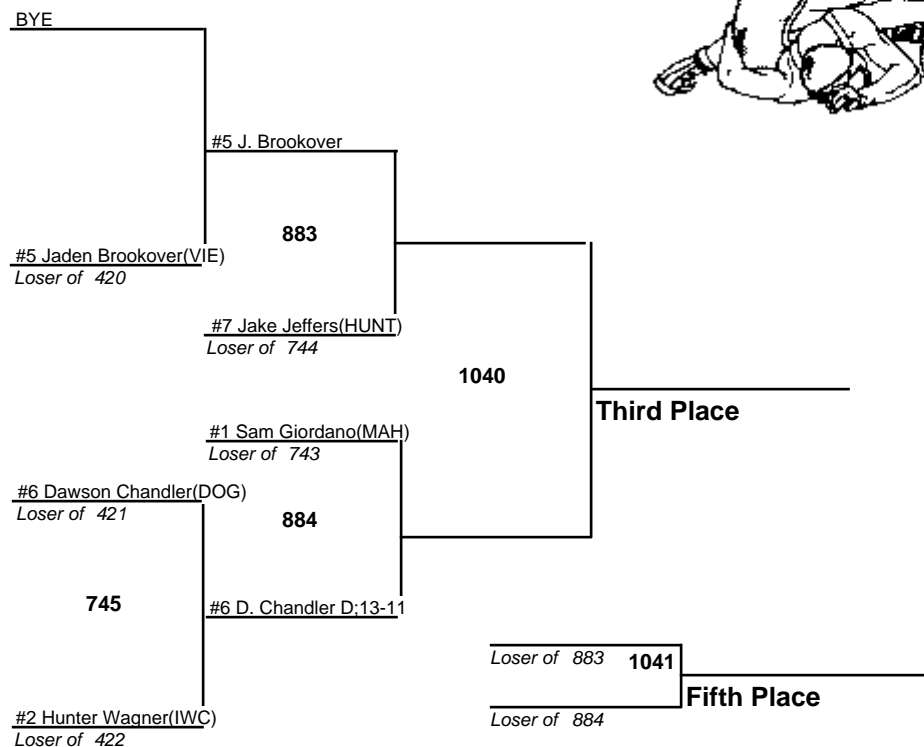 BYE
#5 J. Brookover
883
#5 Jaden Brookover(VIE)
Loser of 420
#7 Jake Jeffers(HUNT)
Loser of 744
1040
Third Place
#1 Sam Giordano(MAH)
Loser of 743
#6 Dawson Chandler(DOG)
Loser of 421
884
745
#6 D. Chandler D;13-11
Loser of 883 1041
Fifth Place
#2 Hunter Wagner(IWC)
Loser of 884
Loser of 422